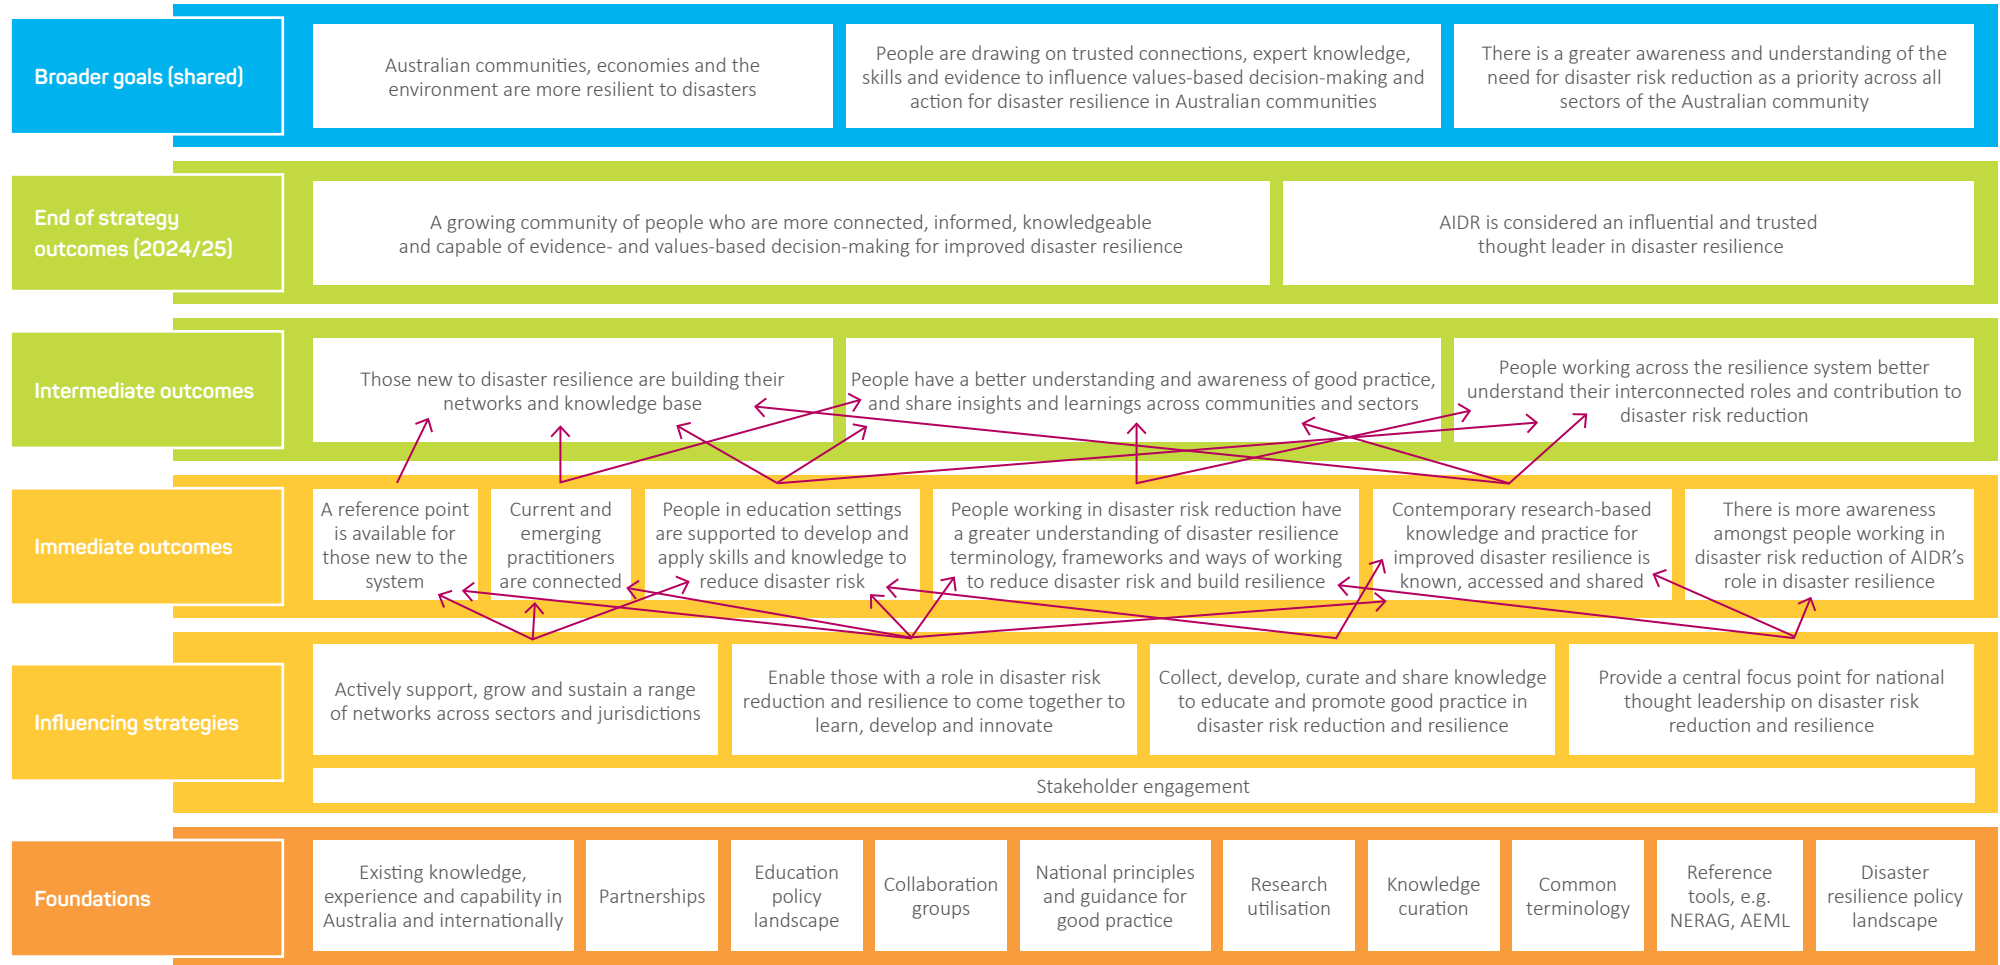 Broader goals (shared)
Australian communities, economies and the
environment are more resilient to disasters
People are drawing on trusted connections, expert knowledge,
skills and evidence to influence values-based decision-making and
action for disaster resilience in Australian communities
There is a greater awareness and understanding of the
need for disaster risk reduction as a priority across all
sectors of the Australian community
End of strategy
outcomes (2024/25)
A growing community of people who are more connected, informed, knowledgeable
and capable of evidence- and values-based decision-making for improved disaster resilience
AIDR is considered an influential and trusted
thought leader in disaster resilience
Intermediate outcomes
Those new to disaster resilience are building their
networks and knowledge base
People have a better understanding and awareness of good practice,
and share insights and learnings across communities and sectors
People working across the resilience system better
understand their interconnected roles and contribution to
disaster risk reduction
Immediate outcomes
A reference point
is available for
those new to the
system
Current and
emerging
practitioners
are connected
People in education settings
are supported to develop and
apply skills and knowledge to
reduce disaster risk
People working in disaster risk reduction have
a greater understanding of disaster resilience
terminology, frameworks and ways of working
to reduce disaster risk and build resilience
Contemporary research-based
knowledge and practice for
improved disaster resilience is
known, accessed and shared
There is more awareness
amongst people working in
disaster risk reduction of AIDR’s
role in disaster resilience
Influencing strategies
Actively support, grow and sustain a range
of networks across sectors and jurisdictions
Enable those with a role in disaster risk
reduction and resilience to come together to
learn, develop and innovate
Collect, develop, curate and share knowledge
to educate and promote good practice in
disaster risk reduction and resilience
Provide a central focus point for national
thought leadership on disaster risk
reduction and resilience
Stakeholder engagement
Foundations
Existing knowledge,
experience and capability in
Australia and internationally
Partnerships
Education
policy
landscape
Collaboration
groups
National principles
and guidance for
good practice
Research
utilisation
Knowledge
curation
Common
terminology
Reference
tools, e.g.
NERAG, AEML
Disaster
resilience policy
landscape